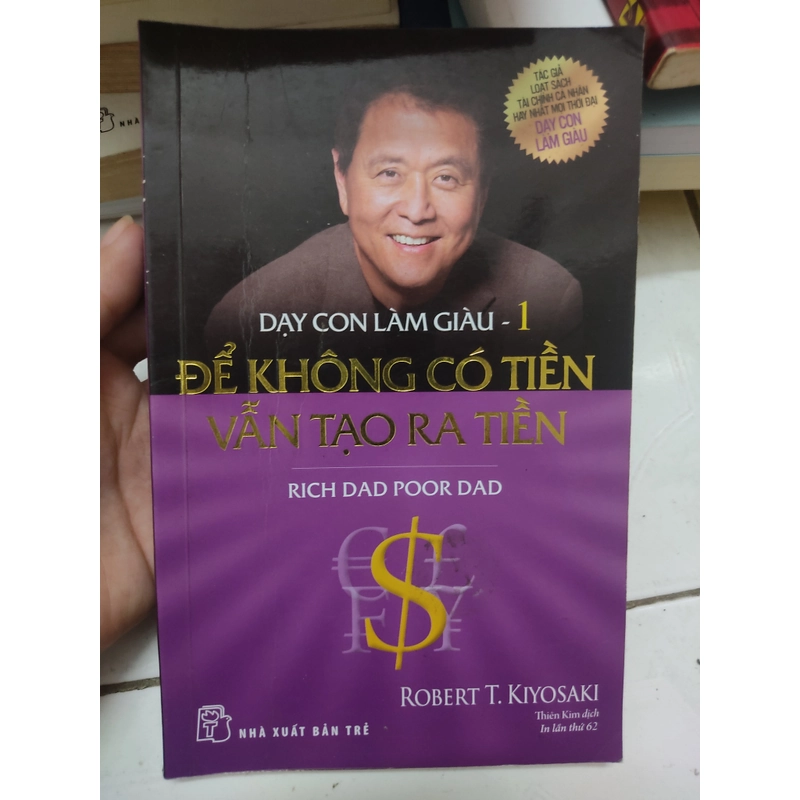 NHÀ
TÁC GIẢ
LOẠT SÁCH
TÀI CHÍNH CÁ NHÂN
HAY NHẤT MỌI THỜI ĐẠI
DẠY CON
LÀM GIÀU
DẠY CON LÀM GIÀU - 1
ĐỂ KHÔNG CÓ TIỀN
VẪN TẠO RA TIỀN
RICH DAD POOR DAD
$
ROBERT T. KIYOSAKI
Thiên Kim dịch
In lần thứ 62
NHÀ XUẤT BẢN TRẺ